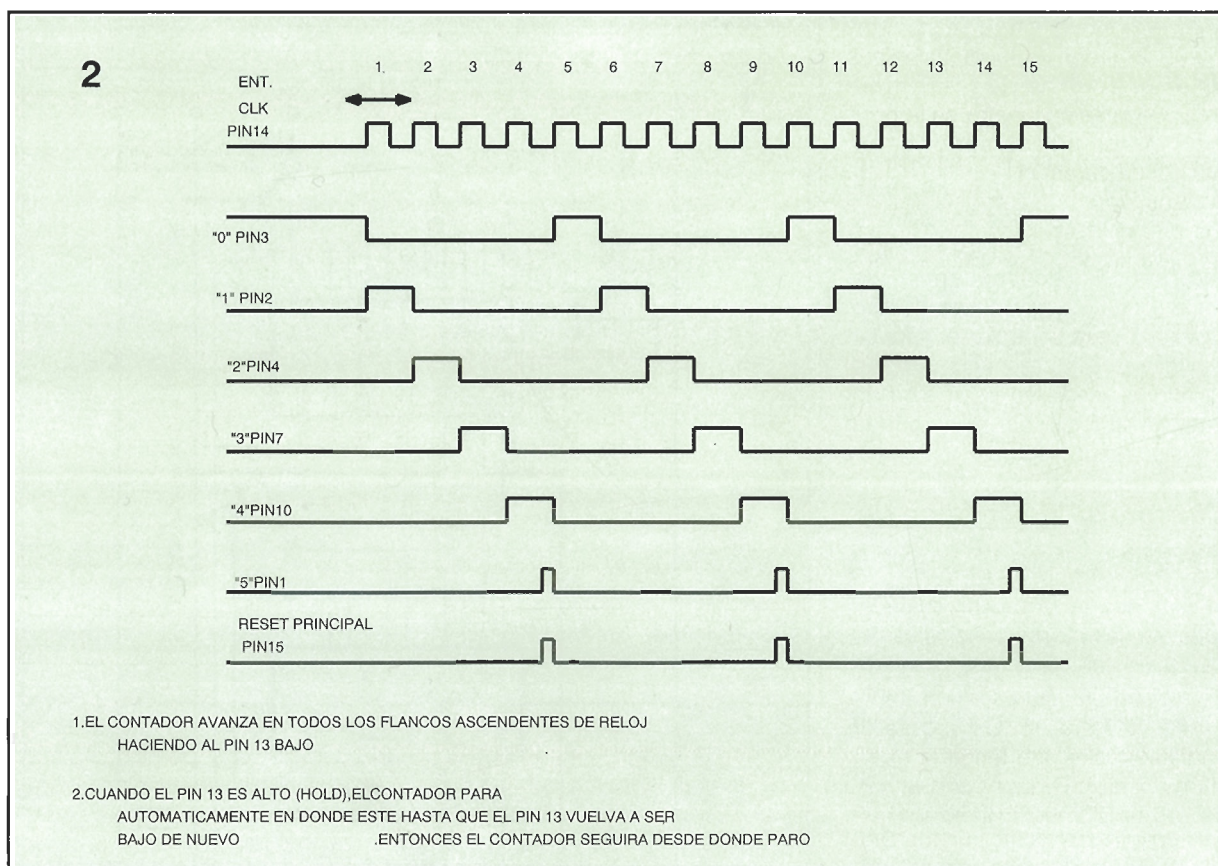 2
1 2 3 4 5 6 7 8 9 10 11 12 13 14 15
ENT.
CLK
PIN14
"0" PIN3
"1" PIN2
"2"PIN4
"3"PIN7
"4"PIN10
"5"PIN1
RESET PRINCIPAL
PIN15
1.EL CONTADOR AVANZA EN TODOS LOS FLANCOS ASCENDENTES DE RELOJ
HACIENDO AL PIN 13 BAJO
2.CUANDO EL PIN 13 ES ALTO (HOLD),ELCONTADOR PARA
AUTOMATICAMENTE EN DONDE ESTE HASTA QUE EL PIN 13 VUELVA A SER
BAJO DE NUEVO .ENTONCES EL CONTADOR SEGUIRA DESDE DONDE PARO